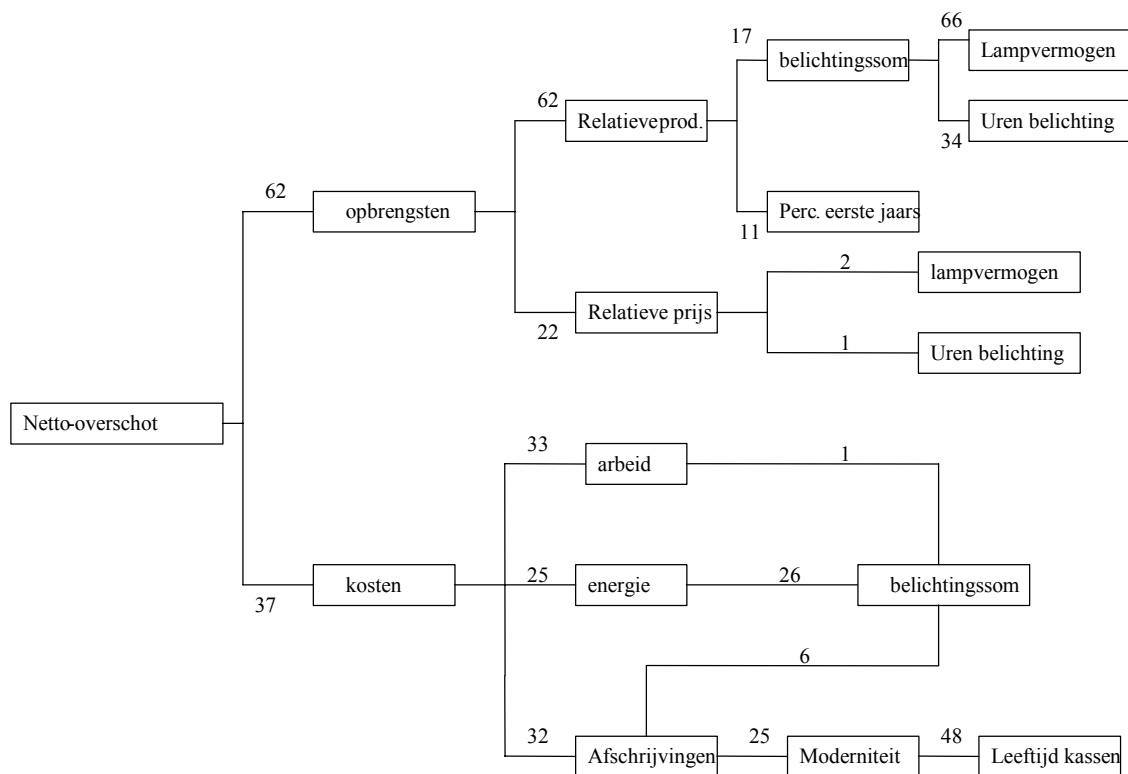 66
17
Lampvermogen
belichtingssom
62
Relatieveprod.
Uren belichting
34
62
opbrengsten
Perc. eerste jaars
11
2
lampvermogen
Relatieve prijs
22
1
Uren belichting
Netto-overschot
33
arbeid
1
25
energie
26
belichtingssom
kosten
37
6
32
Afschrijvingen
25
Moderniteit
48
Leeftijd kassen